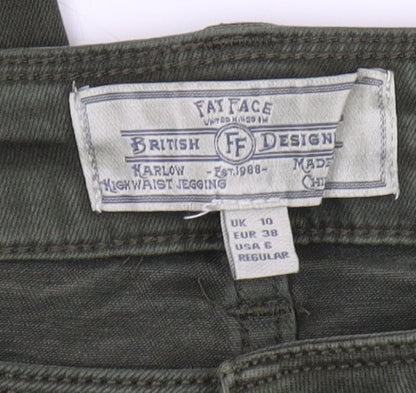 FAT FACE
UNITED KINGDOM
BRITISH FF DESIGN
HARLOW -EST.1988- MADE
HIGHWAIST JEGGING
UK 10
EUR 38
USA 6
REGULAR